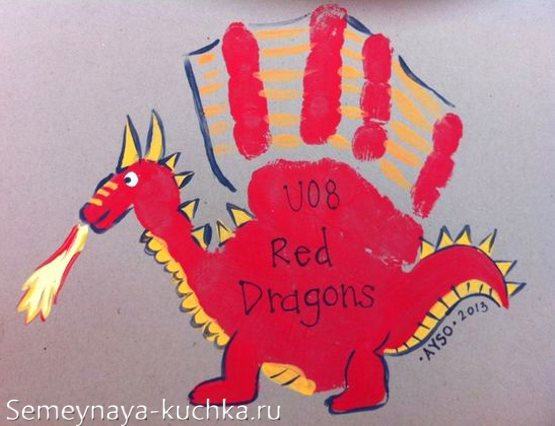 U08
Red
Dragons
·AYSO·2013
Semeynaya-kuchka.ru